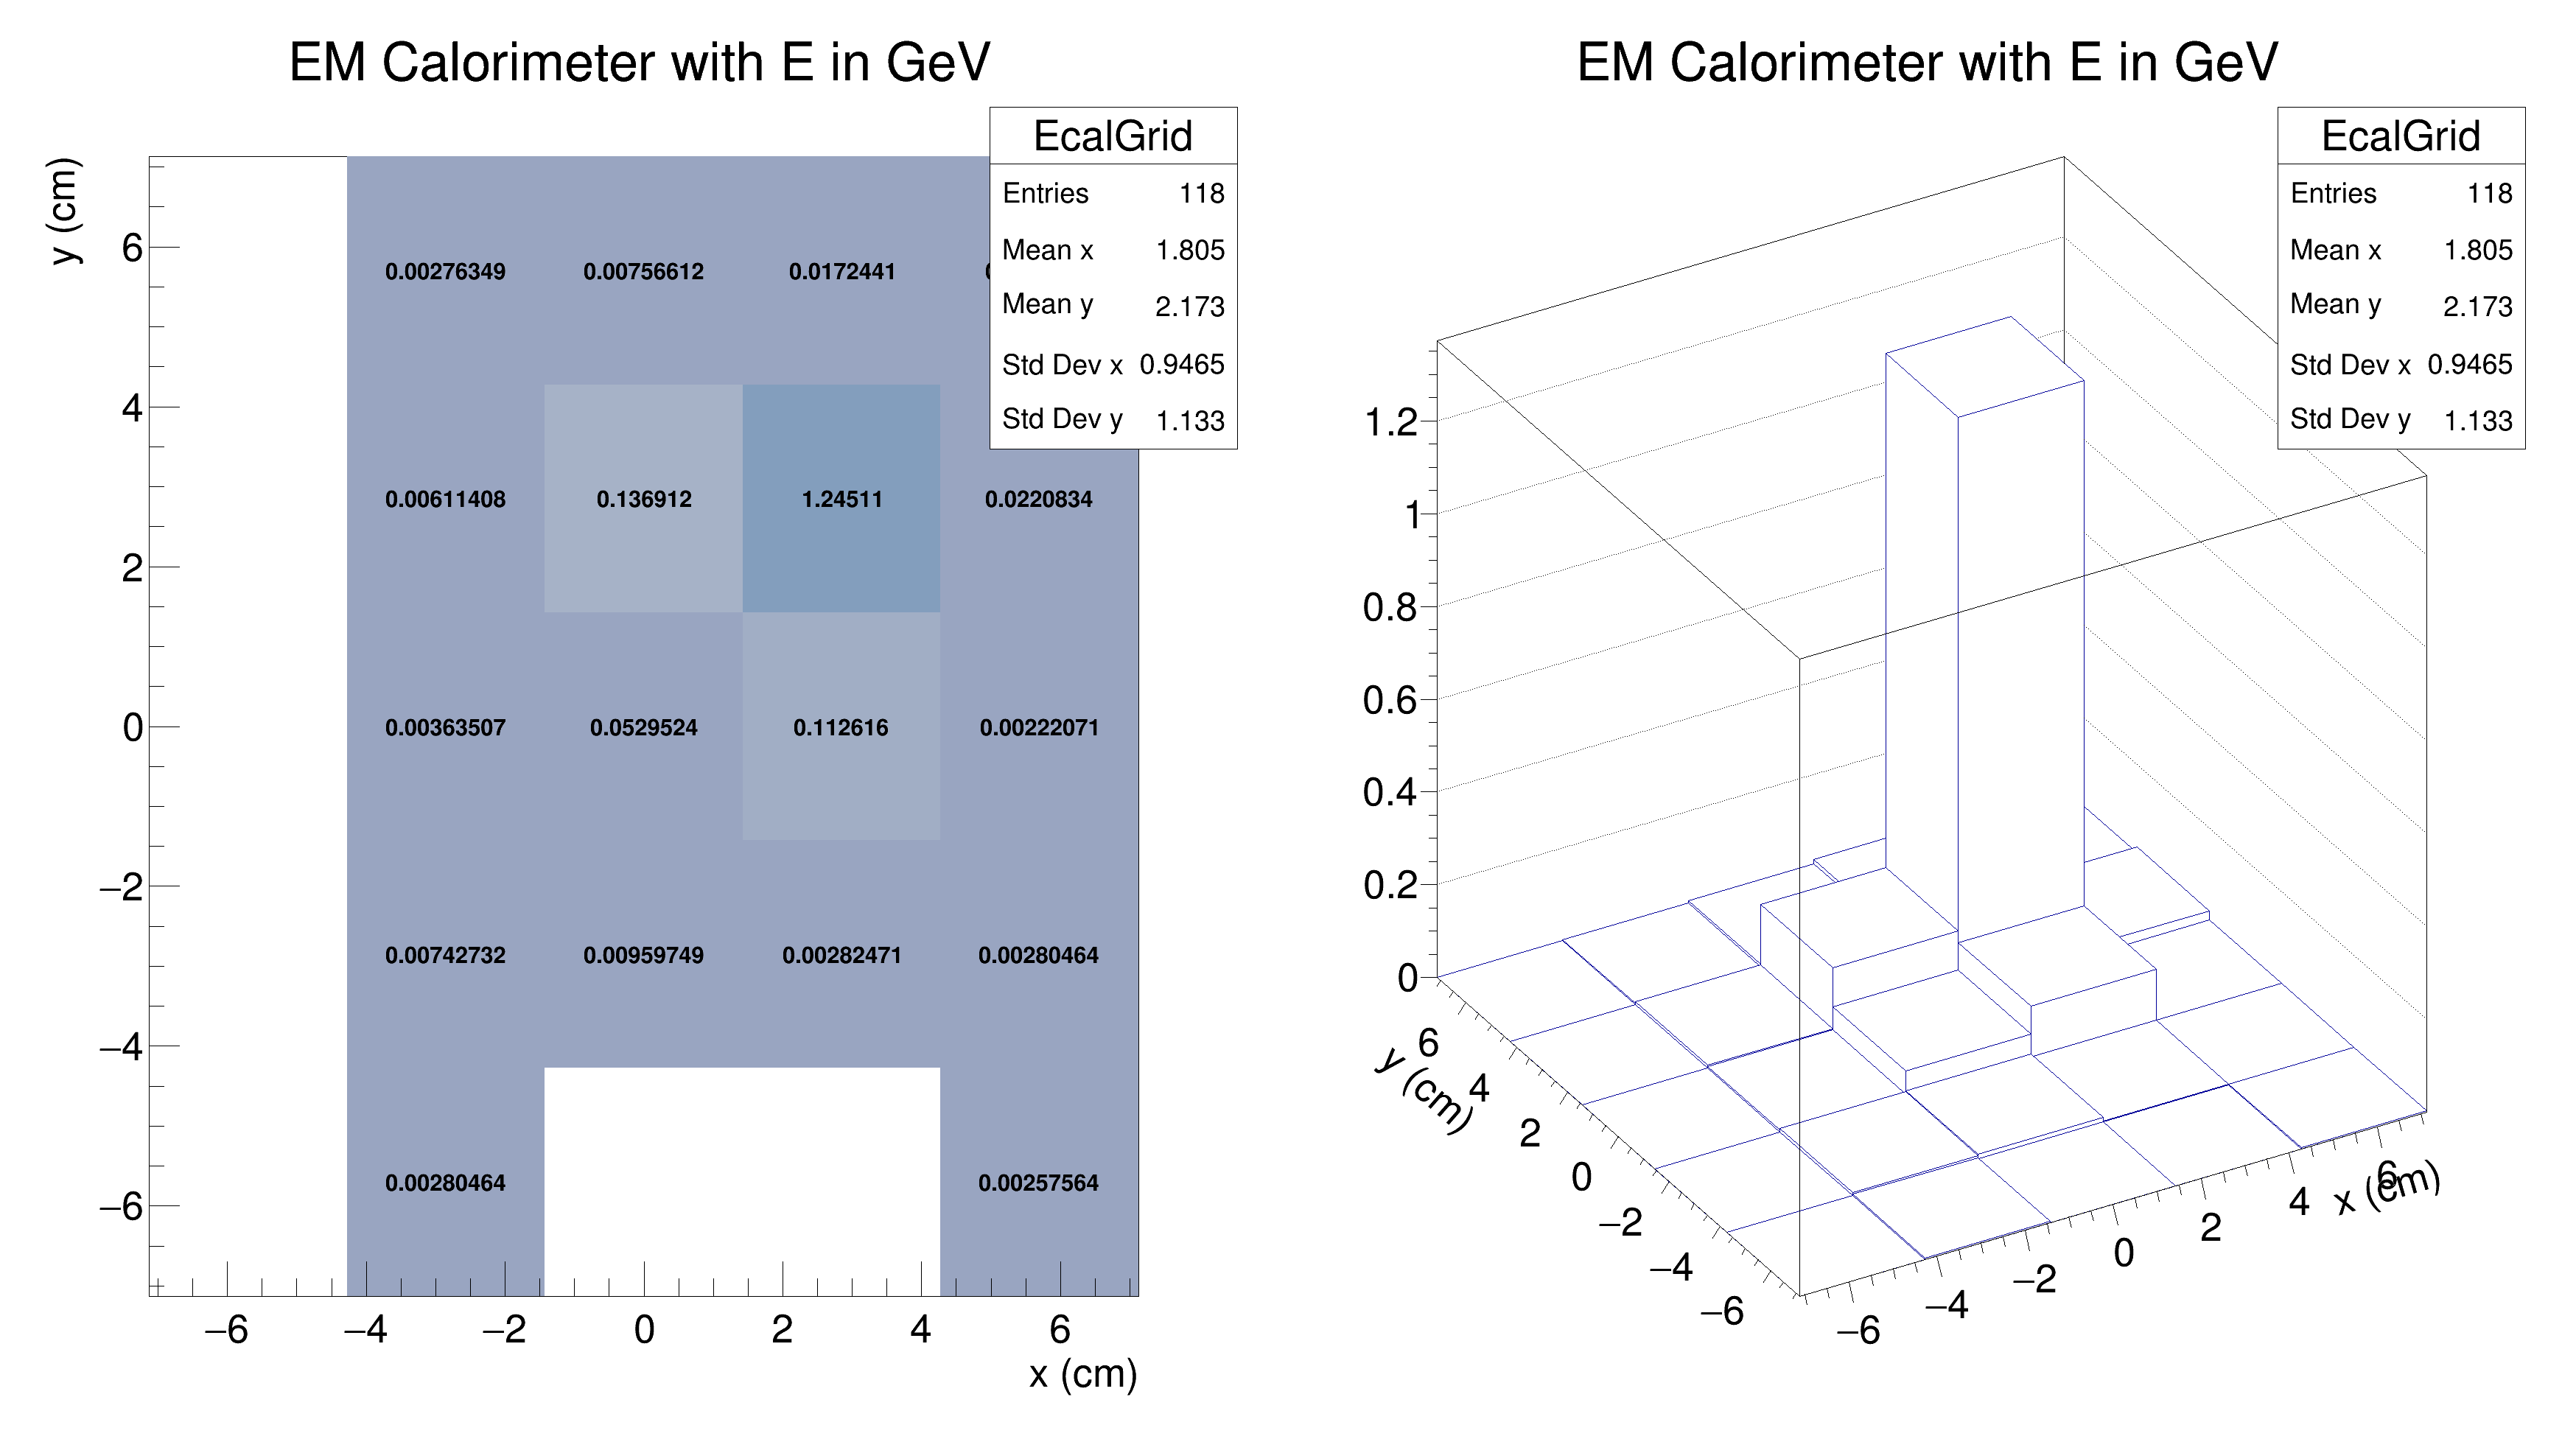 EM Calorimeter with E in GeV
EcalGrid
Entries 118
Mean x 1.805
Mean y 2.173
Std Dev x 0.9465
Std Dev y 1.133
y (cm)
6
4
2
0
−2
−4
−6
0.00276349 0.00756612 0.0172441
0.00611408 0.136912 1.24511 0.0220834
0.00363507 0.0529524 0.112616 0.00222071
0.00742732 0.00959749 0.00282471 0.00280464
0.00280464 0.00257564
−6 −4 −2 0 2 4 6
x (cm)
EM Calorimeter with E in GeV
EcalGrid
Entries 118
Mean x 1.805
Mean y 2.173
Std Dev x 0.9465
Std Dev y 1.133
1.2
1
0.8
0.6
0.4
0.2
0
6
4
2
0
−2
−4
−6
y (cm)
−6
−4
−2
0
2
4
6
x (cm)